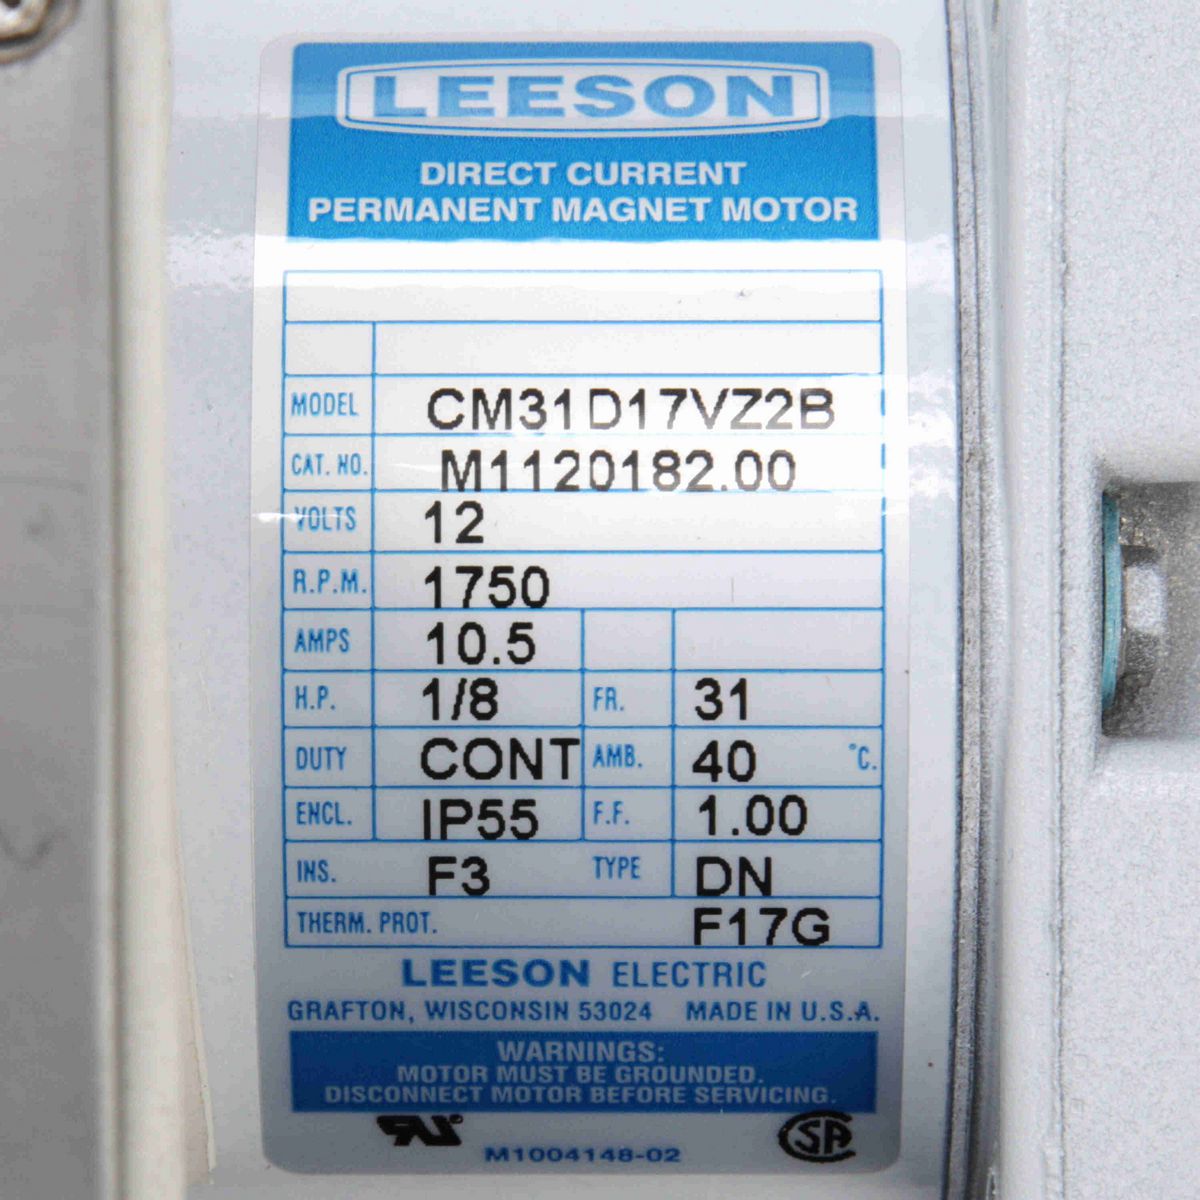 LEESON
DIRECT CURRENT
PERMANENT MAGNET MOTOR
MODEL CM31D17VZ2B
CAT. NO. M1120182.00
VOLTS 12
R.P.M. 1750
AMPS 10.5
H.P. 1/8 FR. 31
DUTY CONT AMB. 40 °C.
ENCL. IP55 F.F. 1.00
INS. F3 TYPE DN
THERM. PROT. F17G
LEESON ELECTRIC
GRAFTON, WISCONSIN 53024 MADE IN U.S.A.
WARNINGS:
MOTOR MUST BE GROUNDED.
DISCONNECT MOTOR BEFORE SERVICING.
RU® SA
M1004148-02